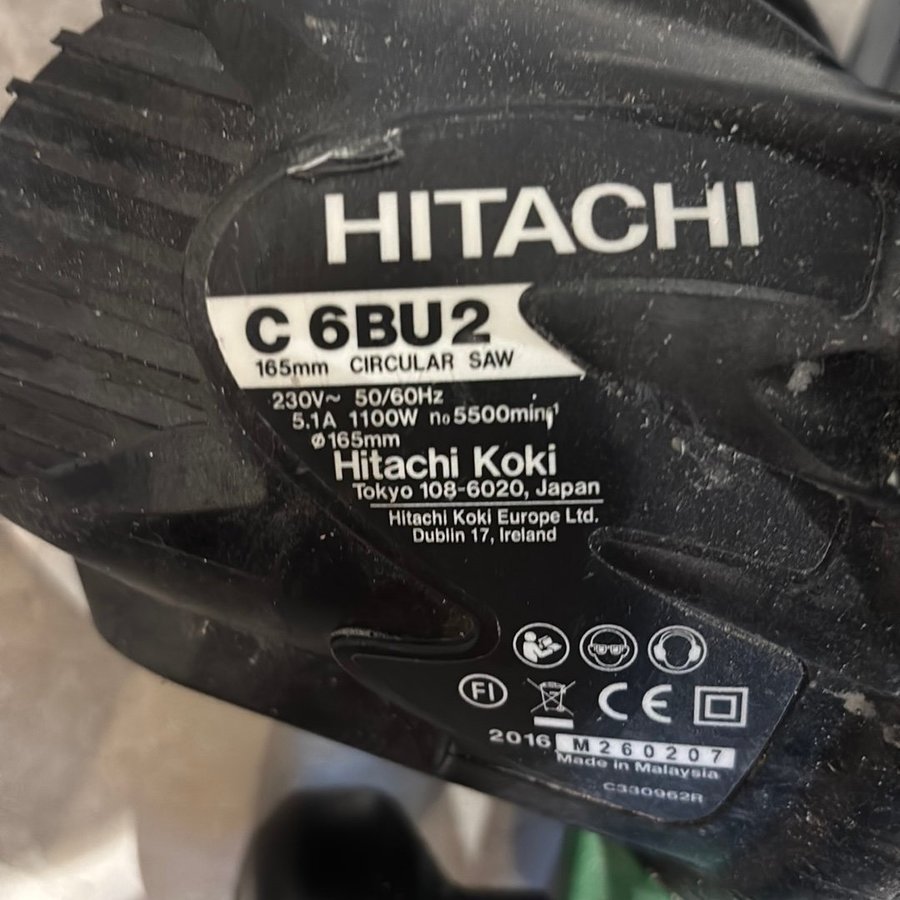 HITACHI
C 6BU2
165mm CIRCULAR SAW
230V~ 50/60Hz
5.1A 1100W no5500min-1
ø165mm
Hitachi Koki
Tokyo 108-6020, Japan
Hitachi Koki Europe Ltd.
Dublin 17, Ireland
FI
CE
2016 M260207
Made in Malaysia
C330962R